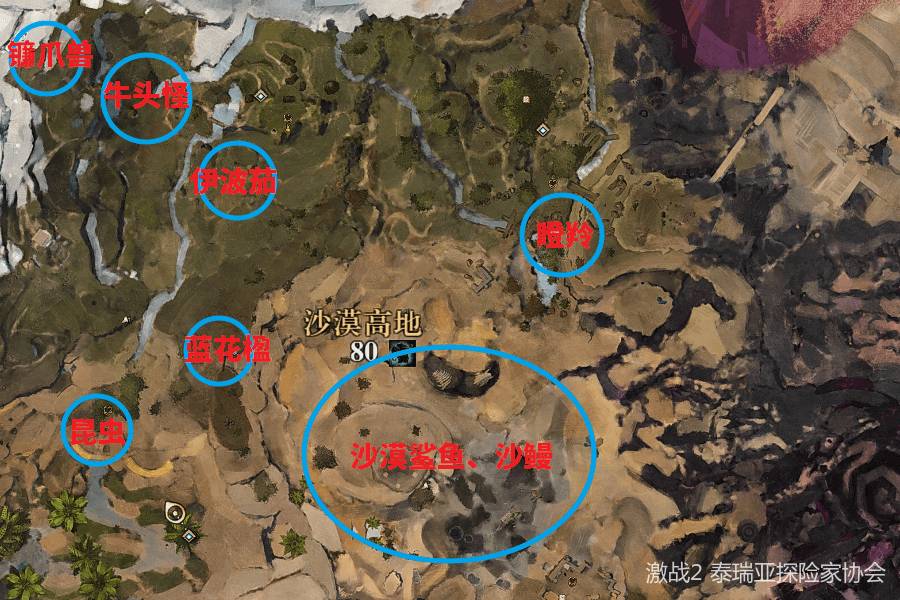 镰爪兽
牛头怪
伊波茄
瞪羚
沙漠高地
80
蓝花楹
昆虫
沙漠鲨鱼、沙鳗
激战2 泰瑞亚探险家协会